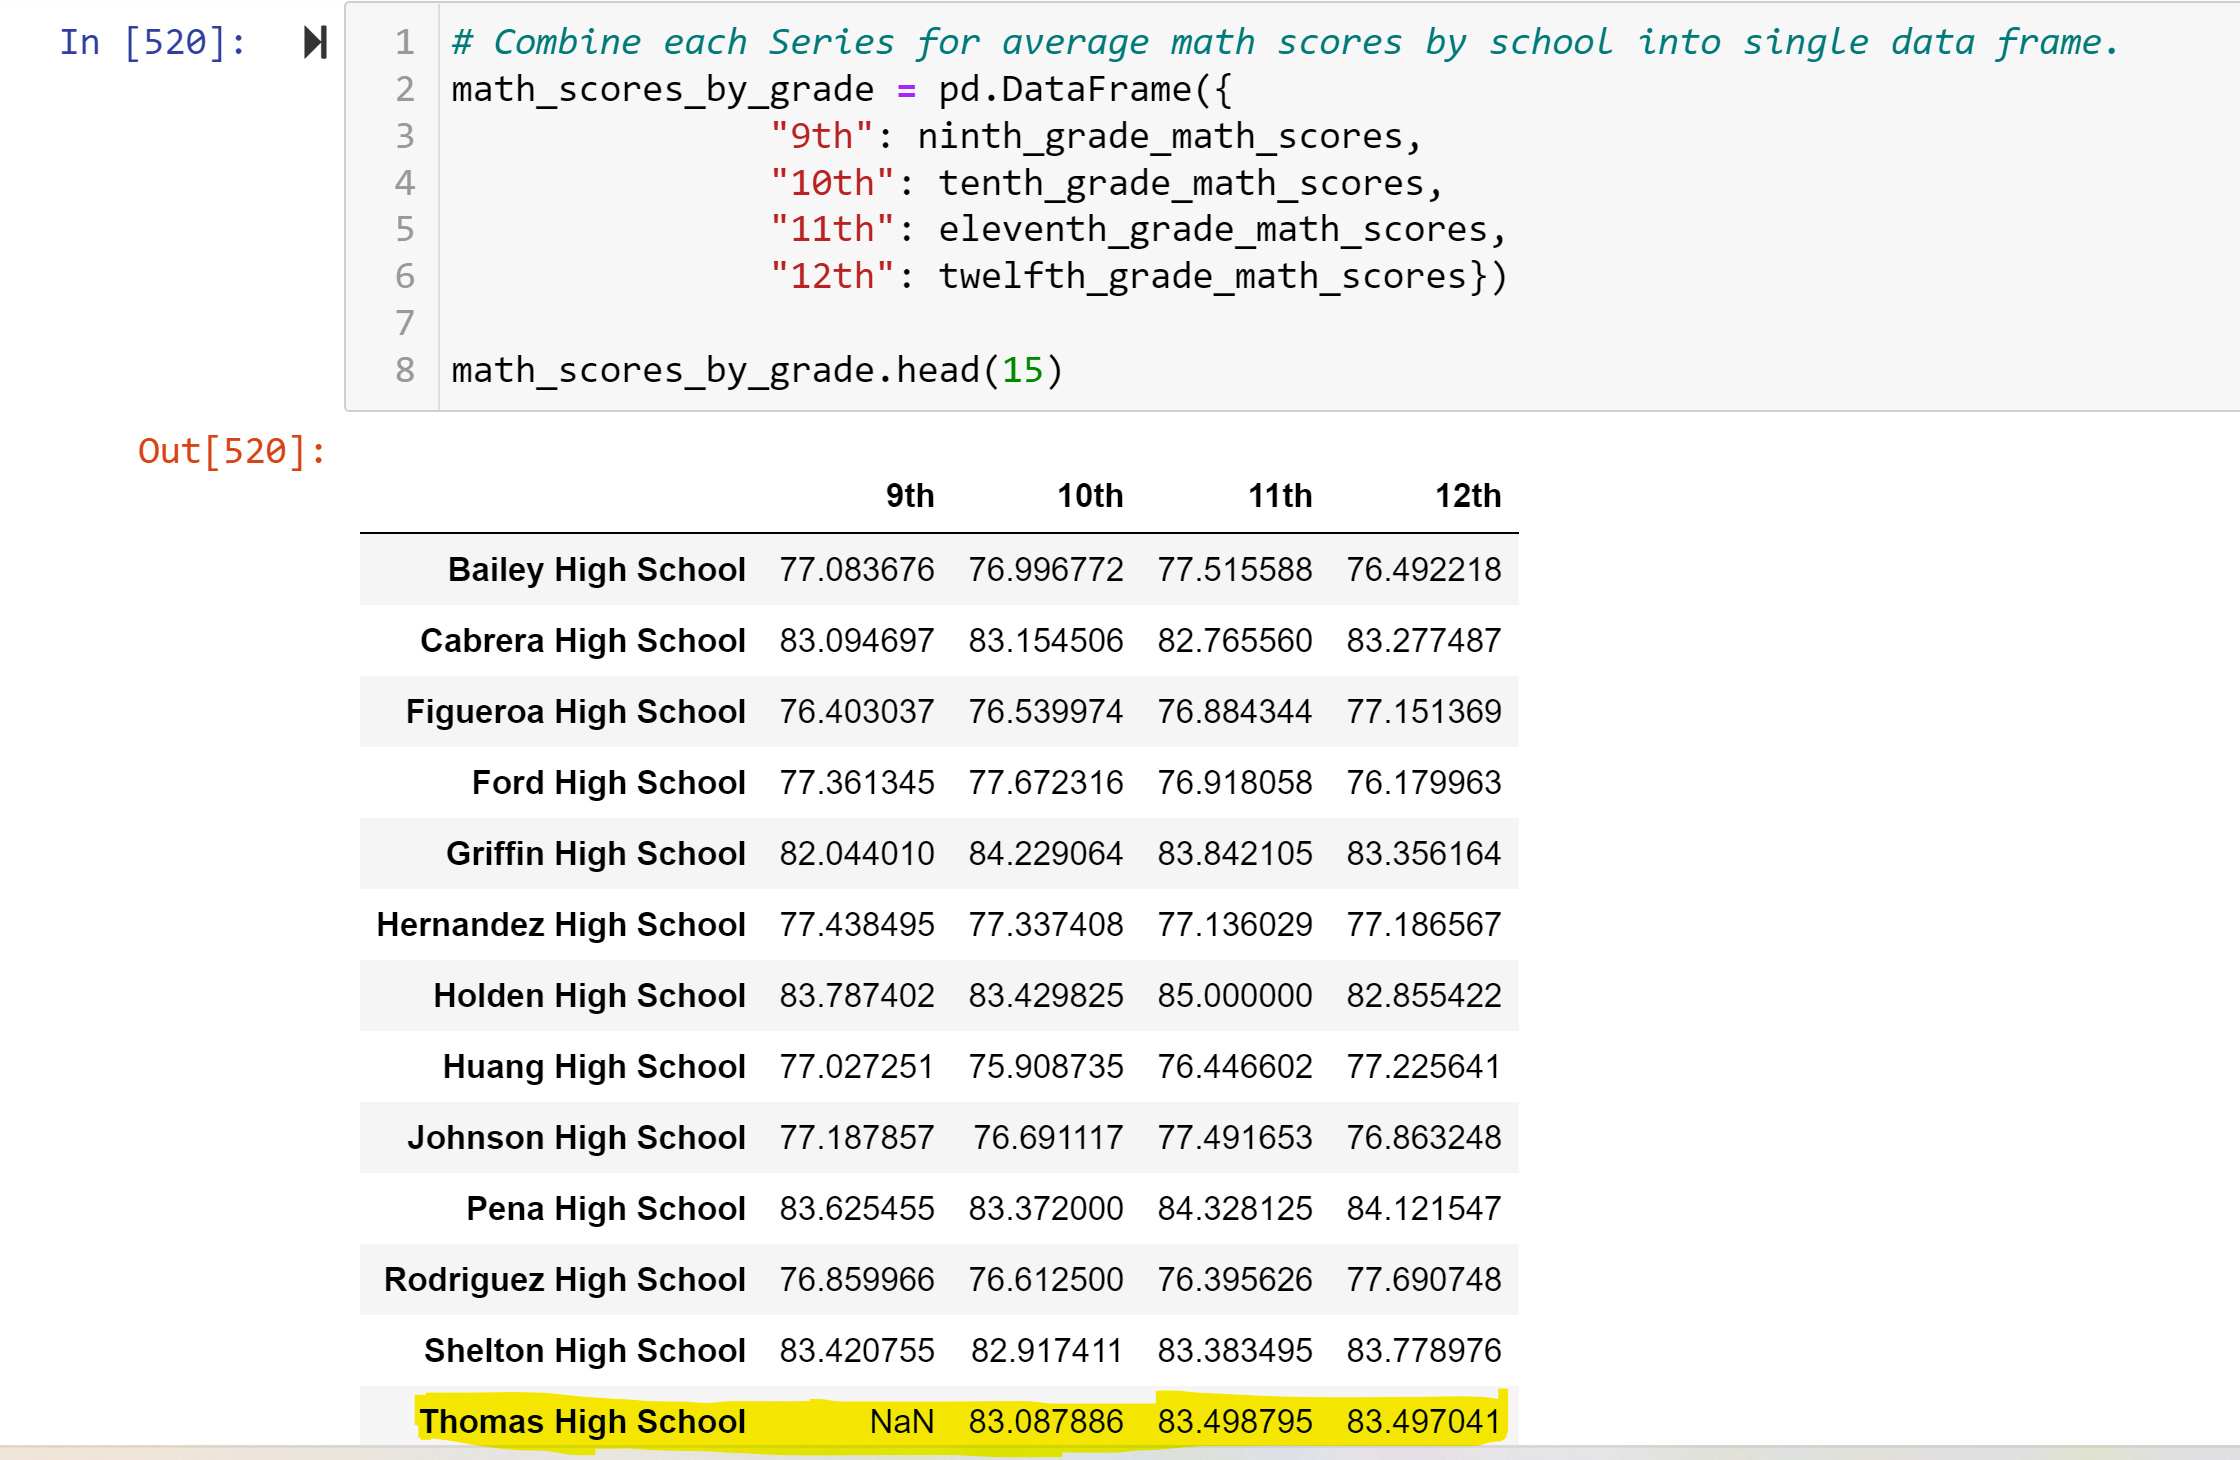 In [520]:
1 # Combine each Series for average math scores by school into single data frame.
2 math_scores_by_grade = pd.DataFrame({
3 "9th": ninth_grade_math_scores,
4 "10th": tenth_grade_math_scores,
5 "11th": eleventh_grade_math_scores,
6 "12th": twelfth_grade_math_scores})
7
8 math_scores_by_grade.head(15)
Out[520]:
9th 10th 11th 12th
Bailey High School 77.083676 76.996772 77.515588 76.492218
Cabrera High School 83.094697 83.154506 82.765560 83.277487
Figueroa High School 76.403037 76.539974 76.884344 77.151369
Ford High School 77.361345 77.672316 76.918058 76.179963
Griffin High School 82.044010 84.229064 83.842105 83.356164
Hernandez High School 77.438495 77.337408 77.136029 77.186567
Holden High School 83.787402 83.429825 85.000000 82.855422
Huang High School 77.027251 75.908735 76.446602 77.225641
Johnson High School 77.187857 76.691117 77.491653 76.863248
Pena High School 83.625455 83.372000 84.328125 84.121547
Rodriguez High School 76.859966 76.612500 76.395626 77.690748
Shelton High School 83.420755 82.917411 83.383495 83.778976
Thomas High School NaN 83.087886 83.498795 83.497041